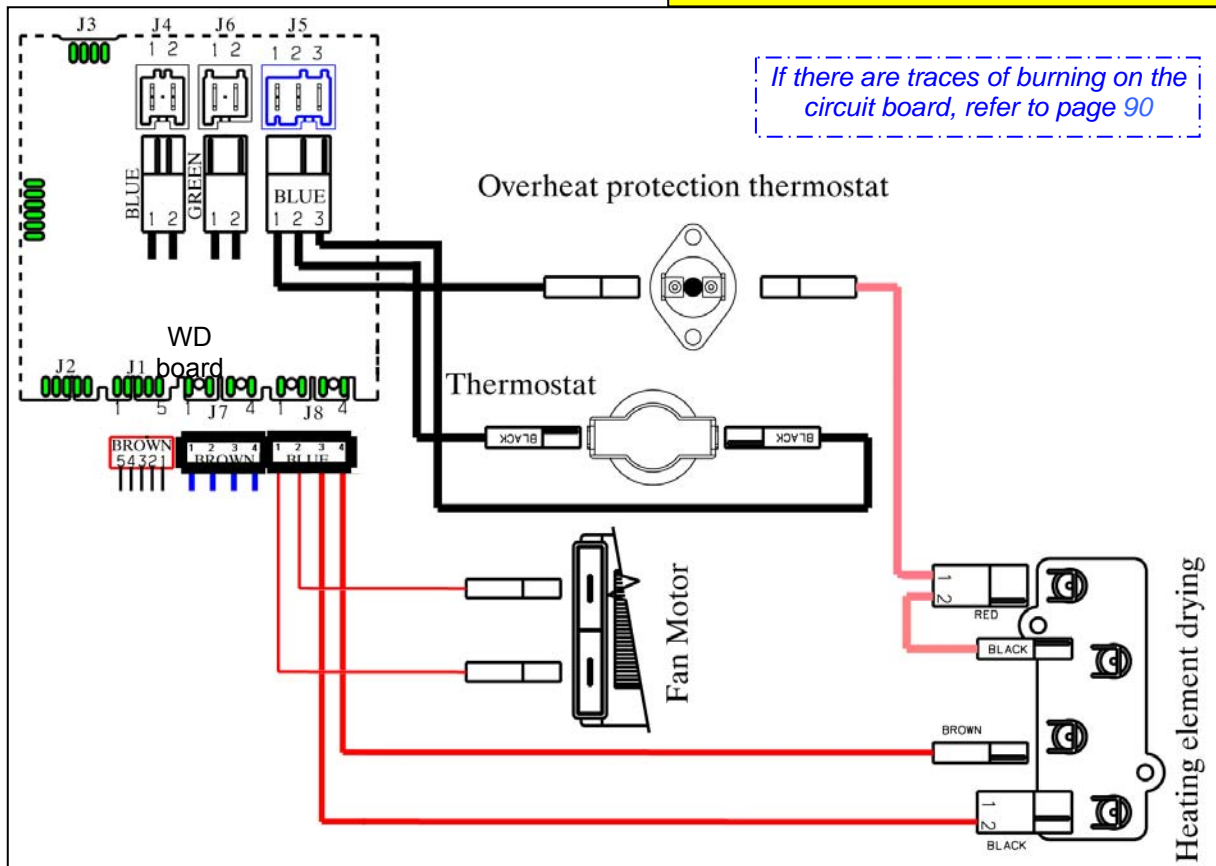 J3
J4
J6
J5
1 2
1 2
1 2 3
If there are traces of burning on the
circuit board, refer to page 90
BLUE
1 2
GREEN
1 2
BLUE
1 2 3
Overheat protection thermostat
WD
board
J2
J1
1 5
J7
1 4
J8
1 4
Thermostat
BLACK
BLACK
BROWN
54321
1 2 3 4
BROWN
1 2 3 4
BLUE
Fan Motor
1
2
RED
BLACK
BROWN
1
2
BLACK
Heating element drying